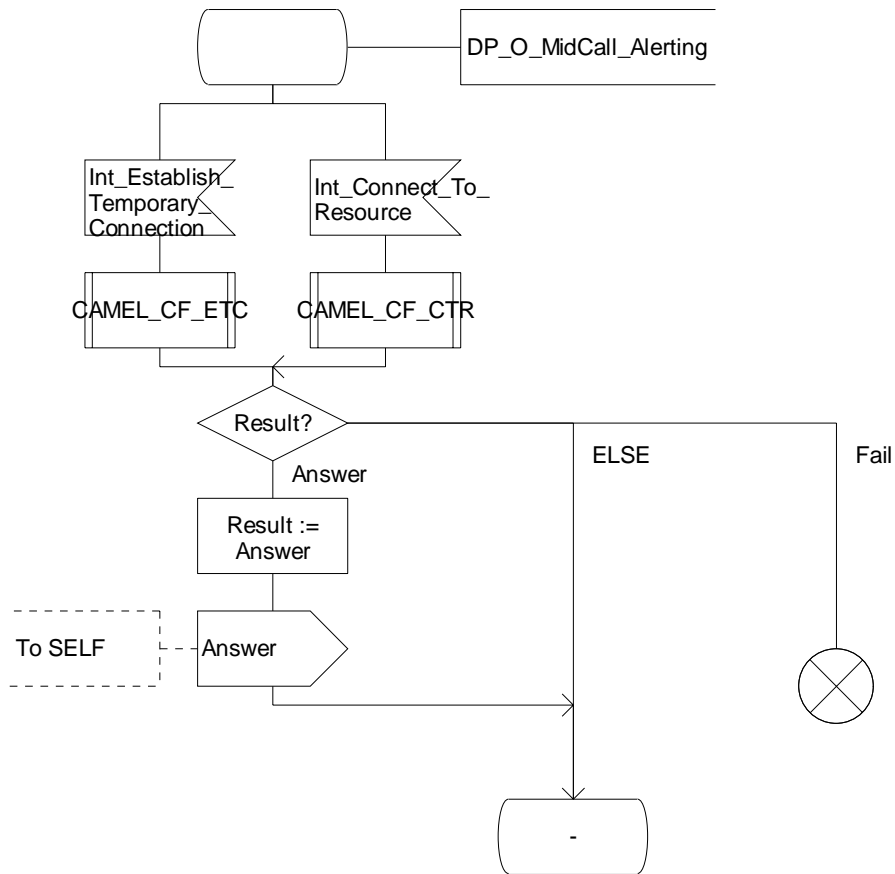 DP_O_MidCall_Alerting
Int_Establish_
Temporary_
Connection
Int_Connect_To_
Resource
CAMEL_CF_ETC
CAMEL_CF_CTR
Result?
ELSE
Fail
Answer
Result :=
Answer
To SELF
Answer
-